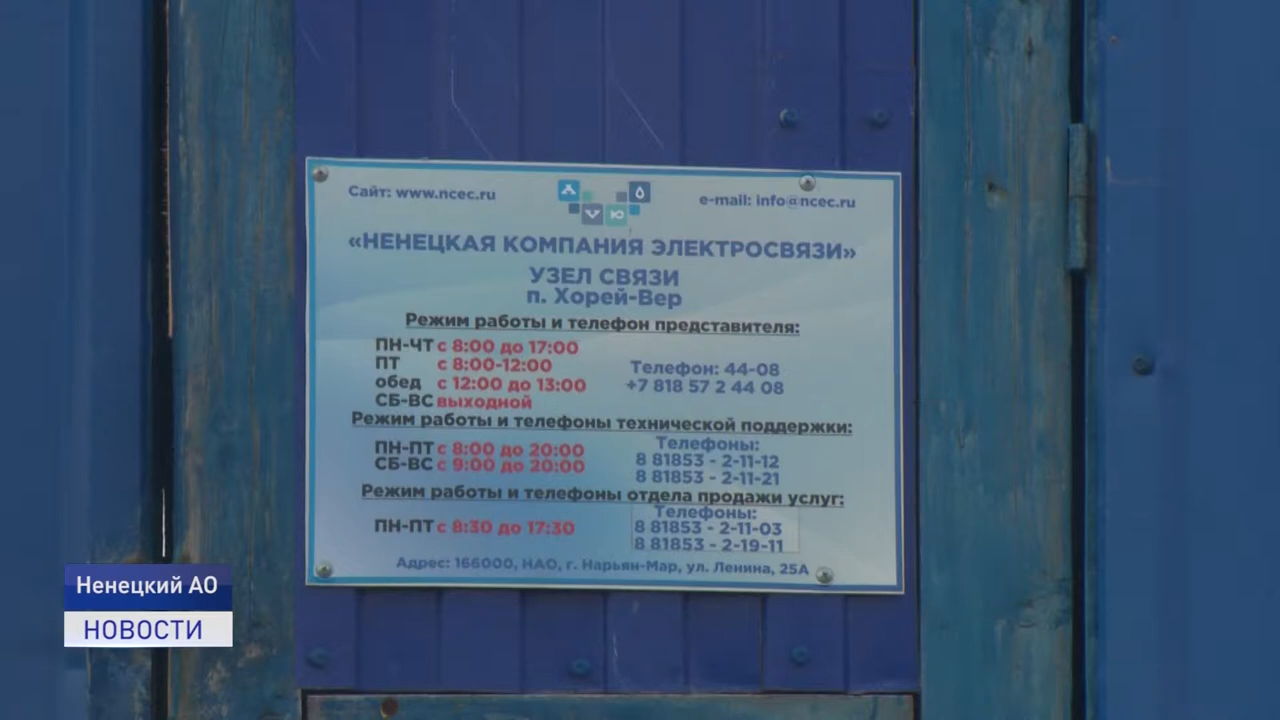 Сайт: www.ncec.ru
e-mail: info@ncec.ru
«НЕНЕЦКАЯ КОМПАНИЯ ЭЛЕКТРОСВЯЗИ»
УЗЕЛ СВЯЗИ
п. Хорей-Вер
Режим работы и телефон представителя:
ПН-ЧТ с 8:00 до 17:00
ПТ с 8:00-12:00
обед с 12:00 до 13:00
СБ-ВС выходной
Телефон: 44-08
+7 818 57 2 44 08
Режим работы и телефоны технической поддержки:
ПН-ПТ с 8:00 до 20:00
СБ-ВС с 9:00 до 20:00
Телефоны:
8 81853 - 2-11-12
8 81853 - 2-11-21
Режим работы и телефоны отдела продажи услуг:
ПН-ПТ с 8:30 до 17:30
Телефоны:
8 81853 - 2-11-03
8 81853 - 2-19-11
Адрес: 166000, НАО, г. Нарьян-Мар, ул. Ленина, 25А
Ненецкий АО
НОВОСТИ